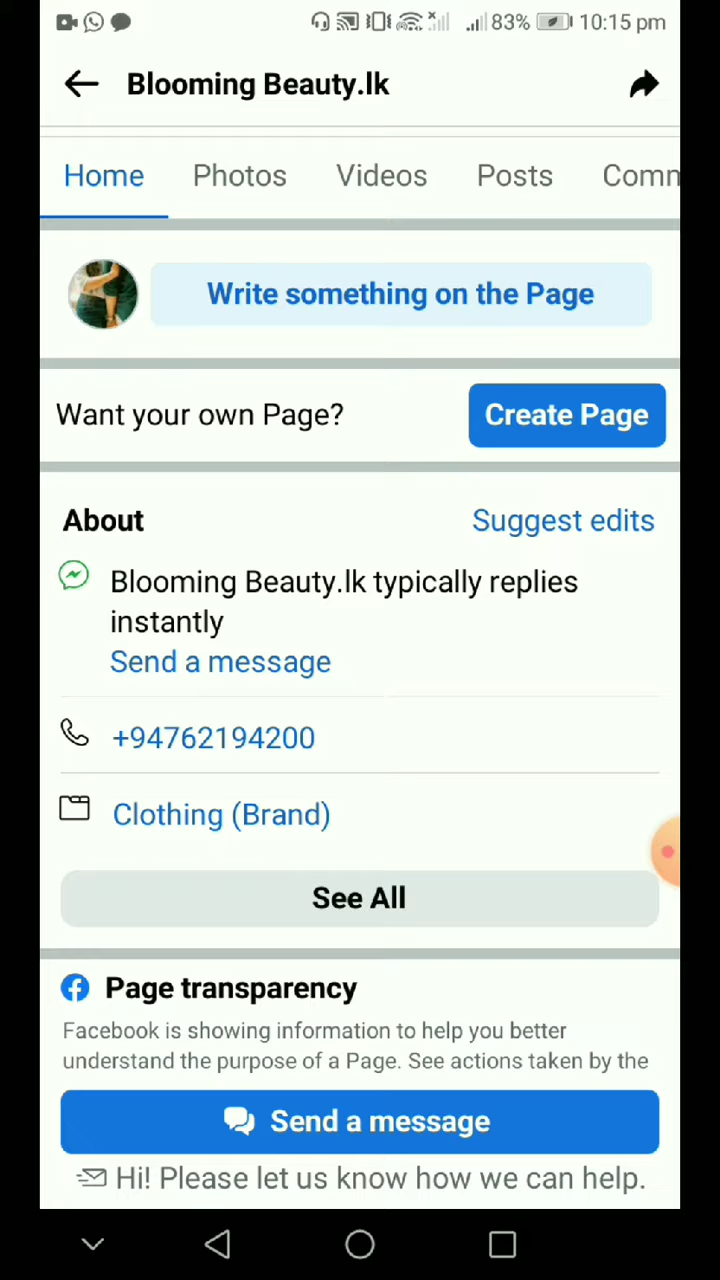 83% 10:15 pm
Blooming Beauty.lk
Home Photos Videos Posts Comm
Write something on the Page
Want your own Page? Create Page
About Suggest edits
Blooming Beauty.lk typically replies
instantly
Send a message
+94762194200
Clothing (Brand)
See All
Page transparency
Facebook is showing information to help you better
understand the purpose of a Page. See actions taken by the
Send a message
Hi! Please let us know how we can help.